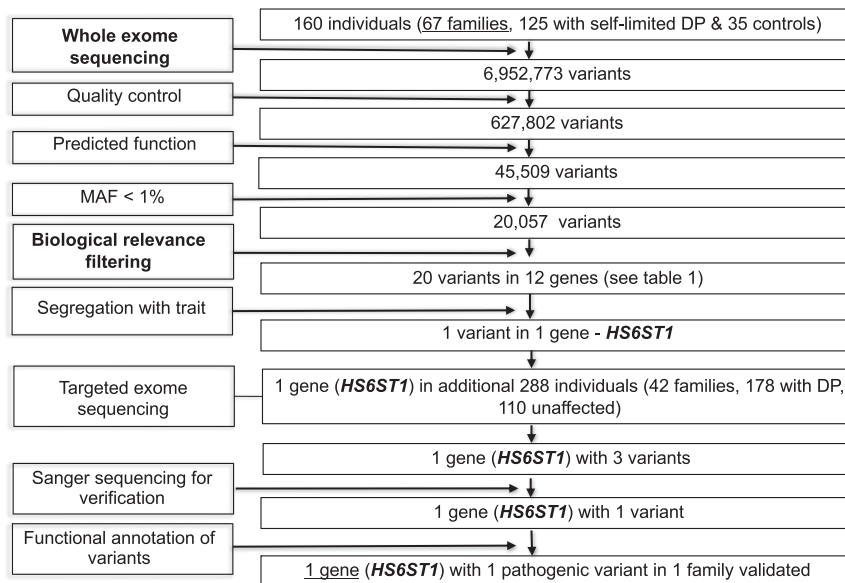 160 individuals (67 families, 125 with self-limited DP & 35 controls)
Whole exome
sequencing
6,952,773 variants
Quality control
627,802 variants
Predicted function
45,509 variants
MAF < 1%
20,057 variants
Biological relevance
filtering
20 variants in 12 genes (see table 1)
Segregation with trait
1 variant in 1 gene - HS6ST1
Targeted exome
sequencing
1 gene (HS6ST1) in additional 288 individuals (42 families, 178 with DP,
110 unaffected)
1 gene (HS6ST1) with 3 variants
Sanger sequencing for
verification
1 gene (HS6ST1) with 1 variant
Functional annotation of
variants
1 gene (HS6ST1) with 1 pathogenic variant in 1 family validated